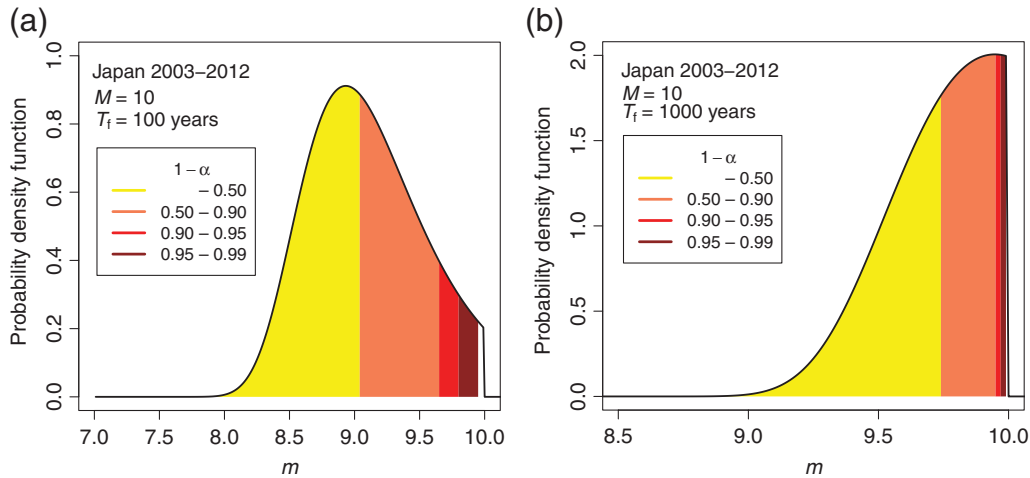 (a)
Probability density function
1.0
0.8
0.6
0.4
0.2
0.0
Japan 2003–2012
M = 10
Tf = 100 years
1 – α
– 0.50
0.50 – 0.90
0.90 – 0.95
0.95 – 0.99
7.0 7.5 8.0 8.5 9.0 9.5 10.0
m
(b)
Probability density function
2.0
1.5
1.0
0.5
0.0
Japan 2003–2012
M = 10
Tf = 1000 years
1 – α
– 0.50
0.50 – 0.90
0.90 – 0.95
0.95 – 0.99
8.5 9.0 9.5 10.0
m